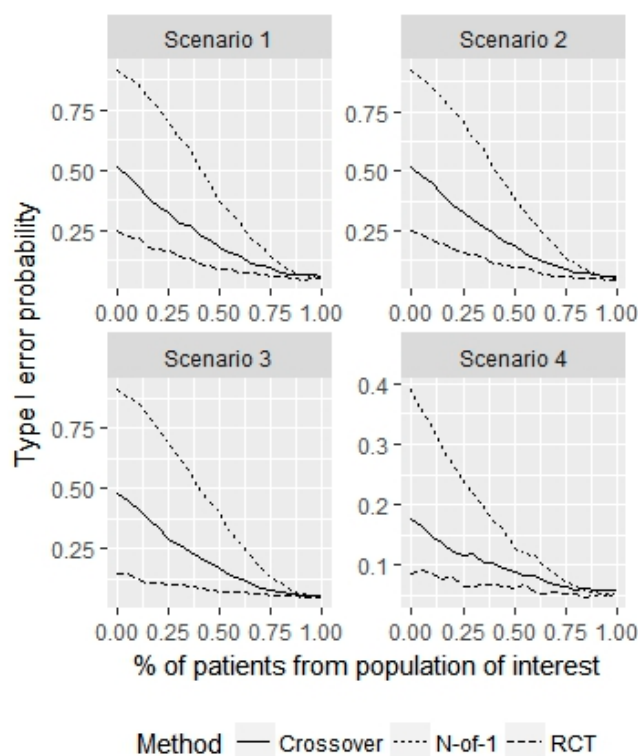 Scenario 1
Scenario 2
0.75
0.50
0.25
0.75
0.50
0.25
0.00 0.25 0.50 0.75 1.00
0.00 0.25 0.50 0.75 1.00
Scenario 3
Scenario 4
0.75
0.50
0.25
0.4
0.3
0.2
0.1
0.00 0.25 0.50 0.75 1.00
0.00 0.25 0.50 0.75 1.00
Type I error probability
% of patients from population of interest
Method Crossover N-of-1 RCT